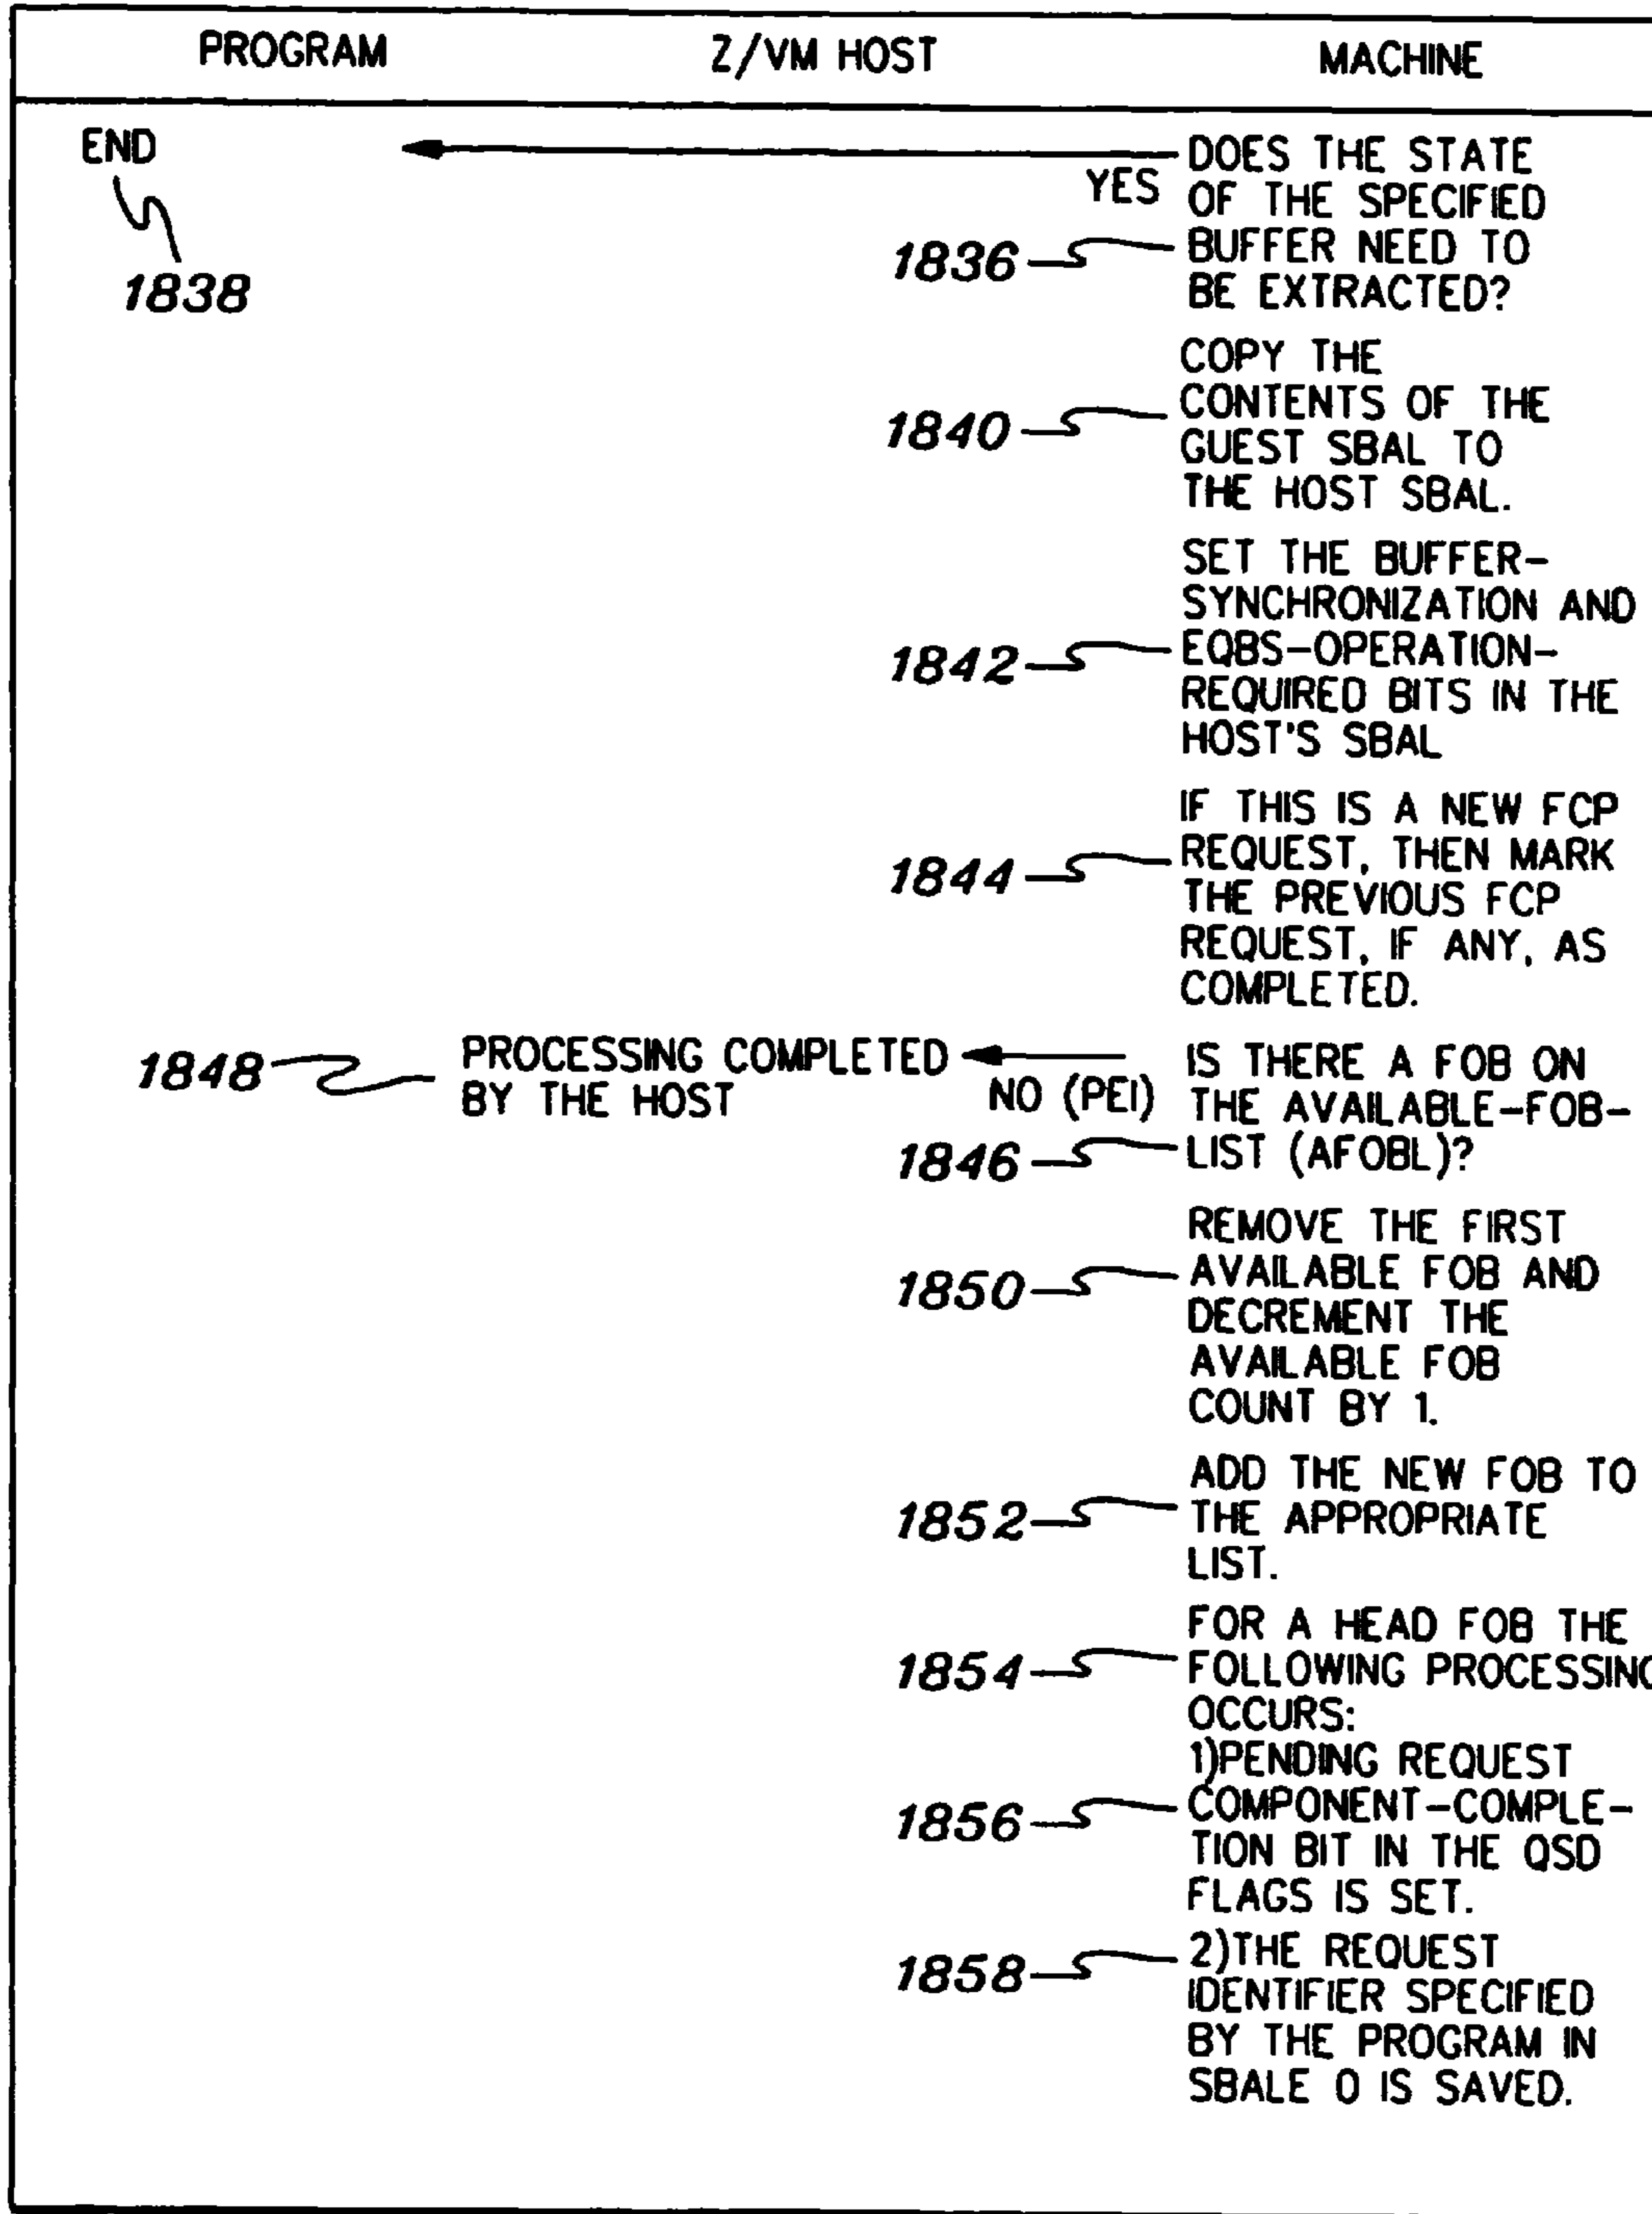 PROGRAM Z/VM HOST MACHINE
END
1838
YES
DOES THE STATE
OF THE SPECIFIED
1836 BUFFER NEED TO
BE EXTRACTED?
COPY THE
CONTENTS OF THE
1840 GUEST SBAL TO
THE HOST SBAL.
SET THE BUFFER-
SYNCHRONIZATION AND
1842 EQBS-OPERATION-
REQUIRED BITS IN THE
HOST'S SBAL
IF THIS IS A NEW FCP
1844 REQUEST, THEN MARK
THE PREVIOUS FCP
REQUEST, IF ANY, AS
COMPLETED.
1848 PROCESSING COMPLETED
BY THE HOST
NO (PEI)
IS THERE A FOB ON
THE AVAILABLE-FOB-
1846 LIST (AFOBL)?
REMOVE THE FIRST
1850 AVAILABLE FOB AND
DECREMENT THE
AVAILABLE FOB
COUNT BY 1.
ADD THE NEW FOB TO
1852 THE APPROPRIATE
LIST.
FOR A HEAD FOB THE
1854 FOLLOWING PROCESSING
OCCURS:
1)PENDING REQUEST
1856 COMPONENT-COMPLE-
TION BIT IN THE QSD
FLAGS IS SET.
1858 2)THE REQUEST
IDENTIFIER SPECIFIED
BY THE PROGRAM IN
SBALE 0 IS SAVED.